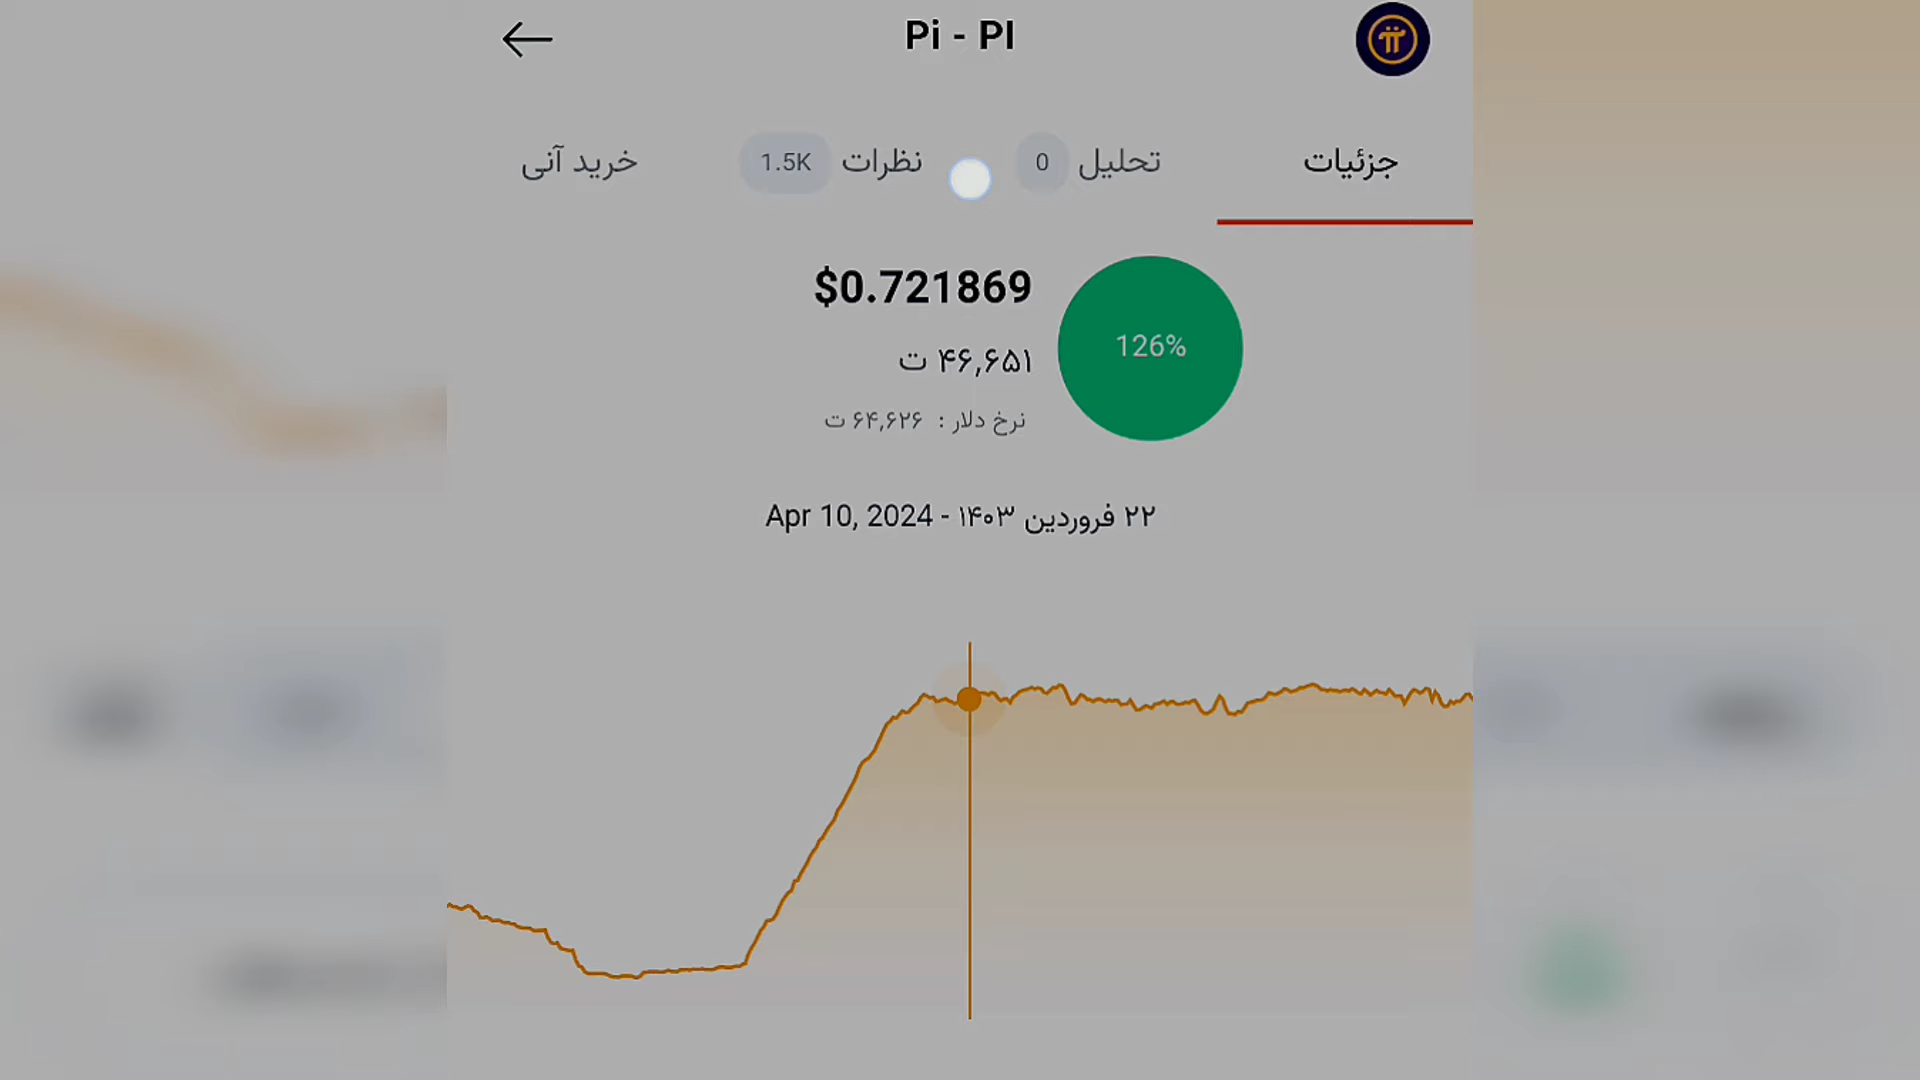 Pi - PI
جزئیات
تحلیل 0
نظرات 1.5K
خرید آنی
$0.721869
۴۶,۶۵۱ ت
نرخ دلار : ۶۴,۶۲۶ ت
126%
۲۲ فروردین ۱۴۰۳ - Apr 10, 2024